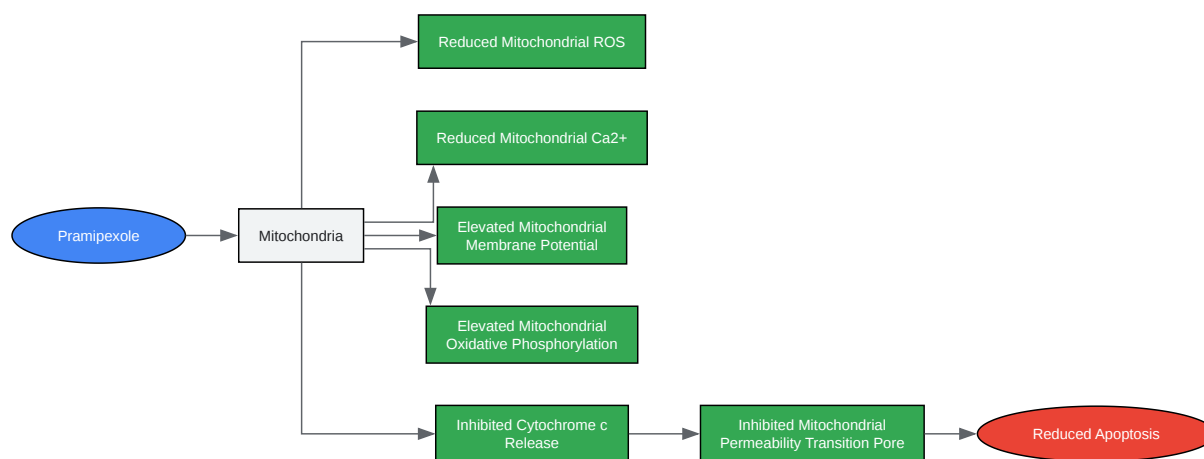 Reduced Mitochondrial ROS
Reduced Mitochondrial Ca2+
Pramipexole
Mitochondria
Elevated Mitochondrial
Membrane Potential
Elevated Mitochondrial
Oxidative Phosphorylation
Inhibited Cytochrome c
Release
Inhibited Mitochondrial
Permeability Transition Pore
Reduced Apoptosis